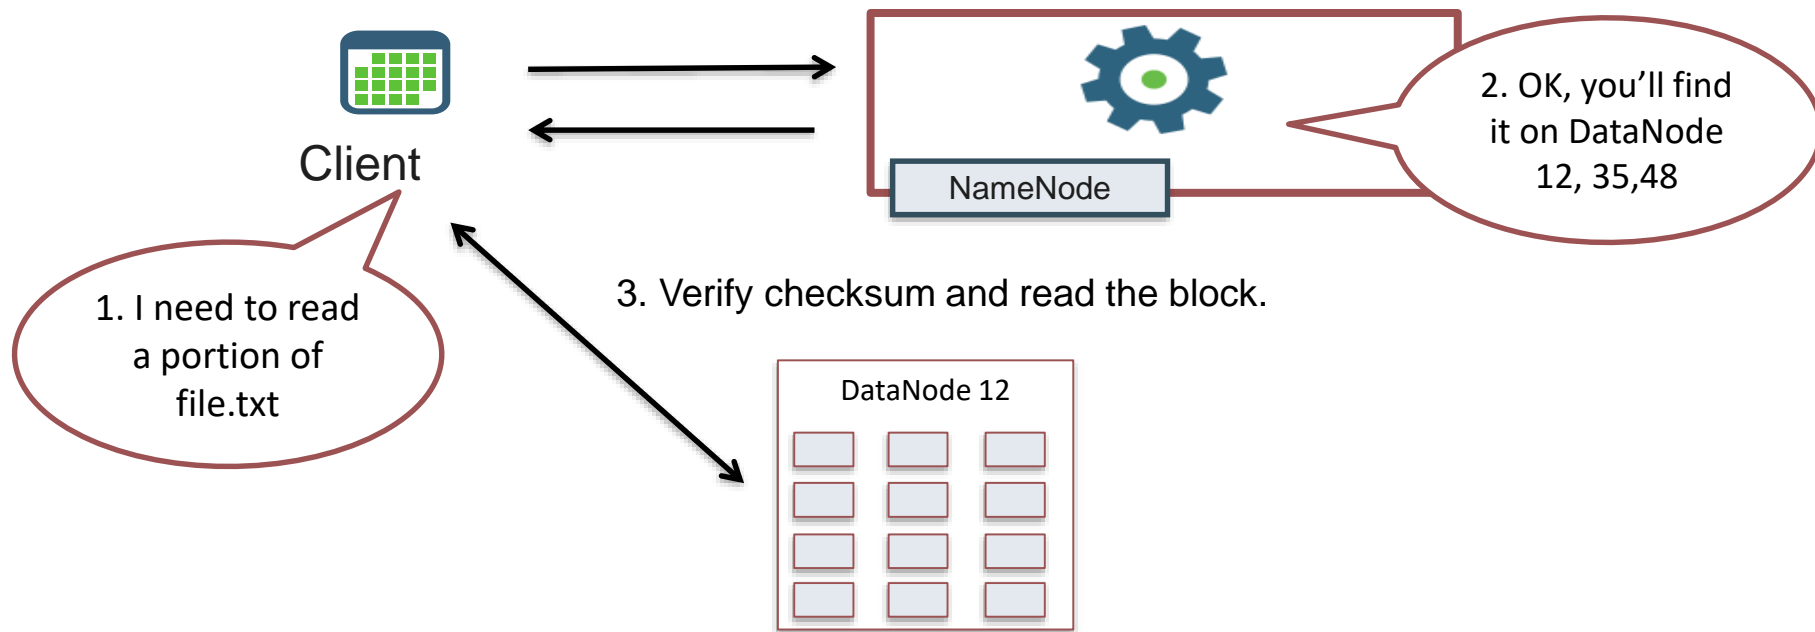 Client
NameNode
2. OK, you’ll find
it on DataNode
12, 35,48
1. I need to read
a portion of
file.txt
3. Verify checksum and read the block.
DataNode 12